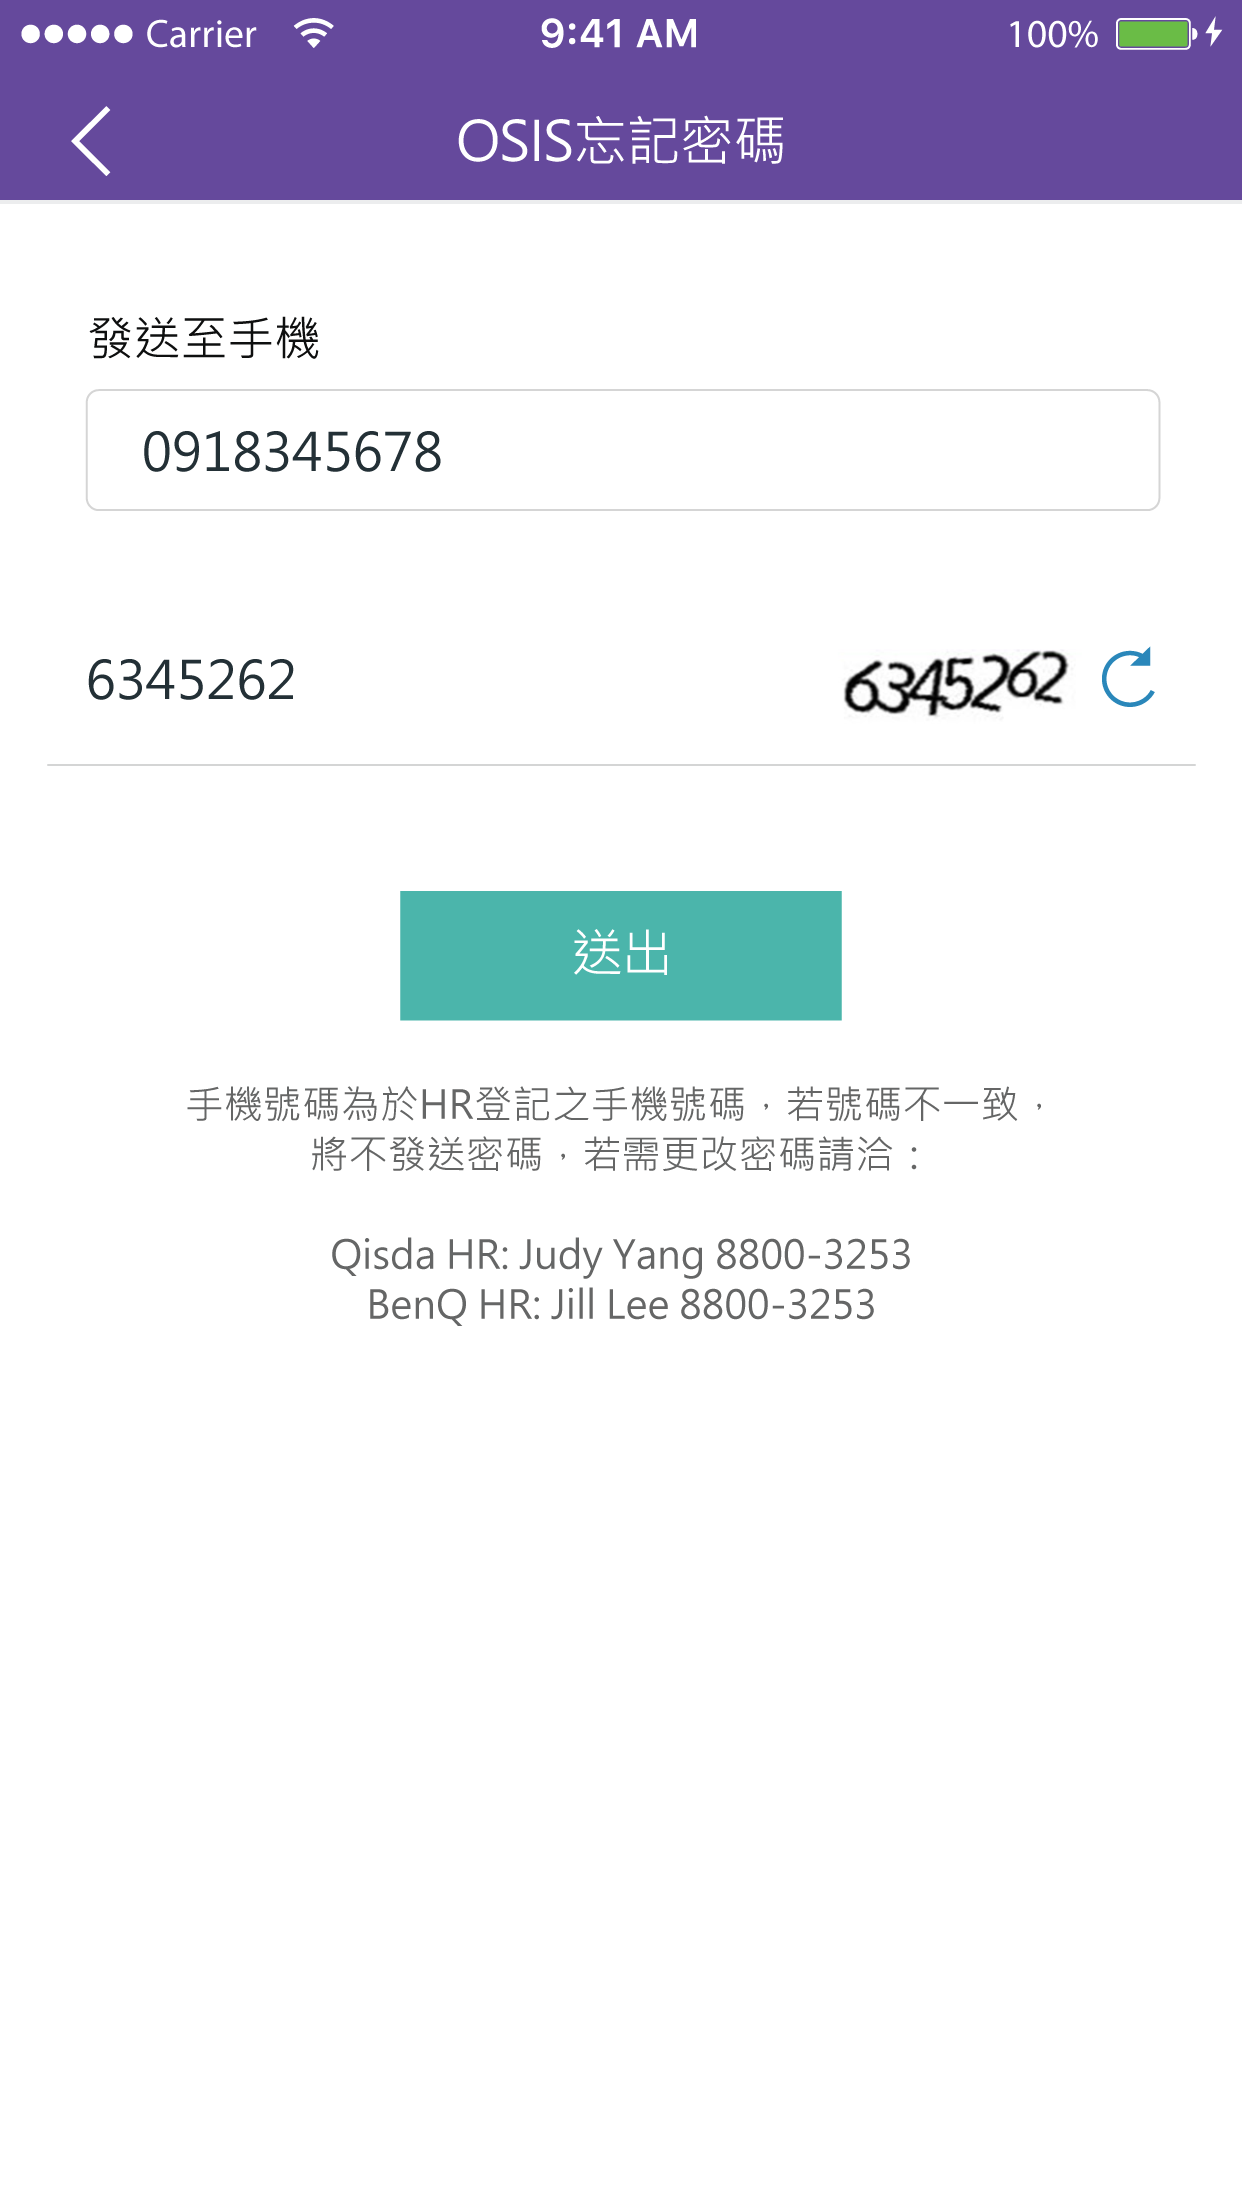 Carrier 9:41 AM 100%
OSIS忘記密碼
發送至手機
0918345678
6345262 6345262
送出
手機號碼為於HR登記之手機號碼，若號碼不一致，
將不發送密碼，若需更改密碼請洽：
Qisda HR: Judy Yang 8800-3253
BenQ HR: Jill Lee 8800-3253